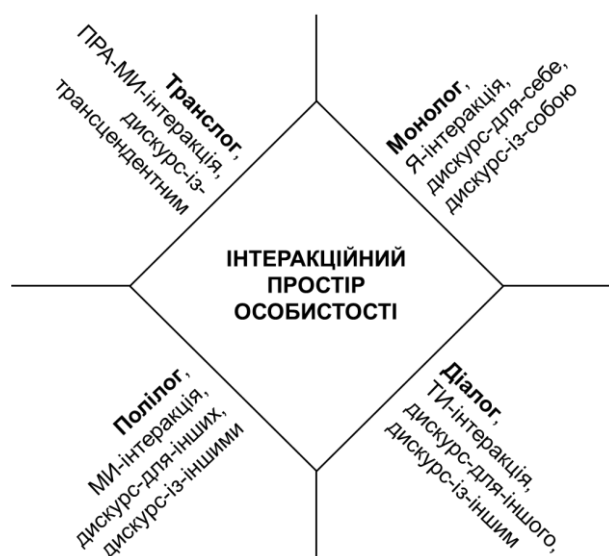 Транслог,
ПРА-МИ-інтеракція,
дискурс-із-
трансцендентним
Монолог,
Я-інтеракція,
дискурс-для-себе,
дискурс-із-собою
ІНТЕРАКЦІЙНИЙ
ПРОСТІР
ОСОБИСТОСТІ
Полілог,
МИ-інтеракція,
дискурс-для-інших,
дискурс-із-іншими
Діалог,
ТИ-інтеракція,
дискурс-для-іншого,
дискурс-із-іншим